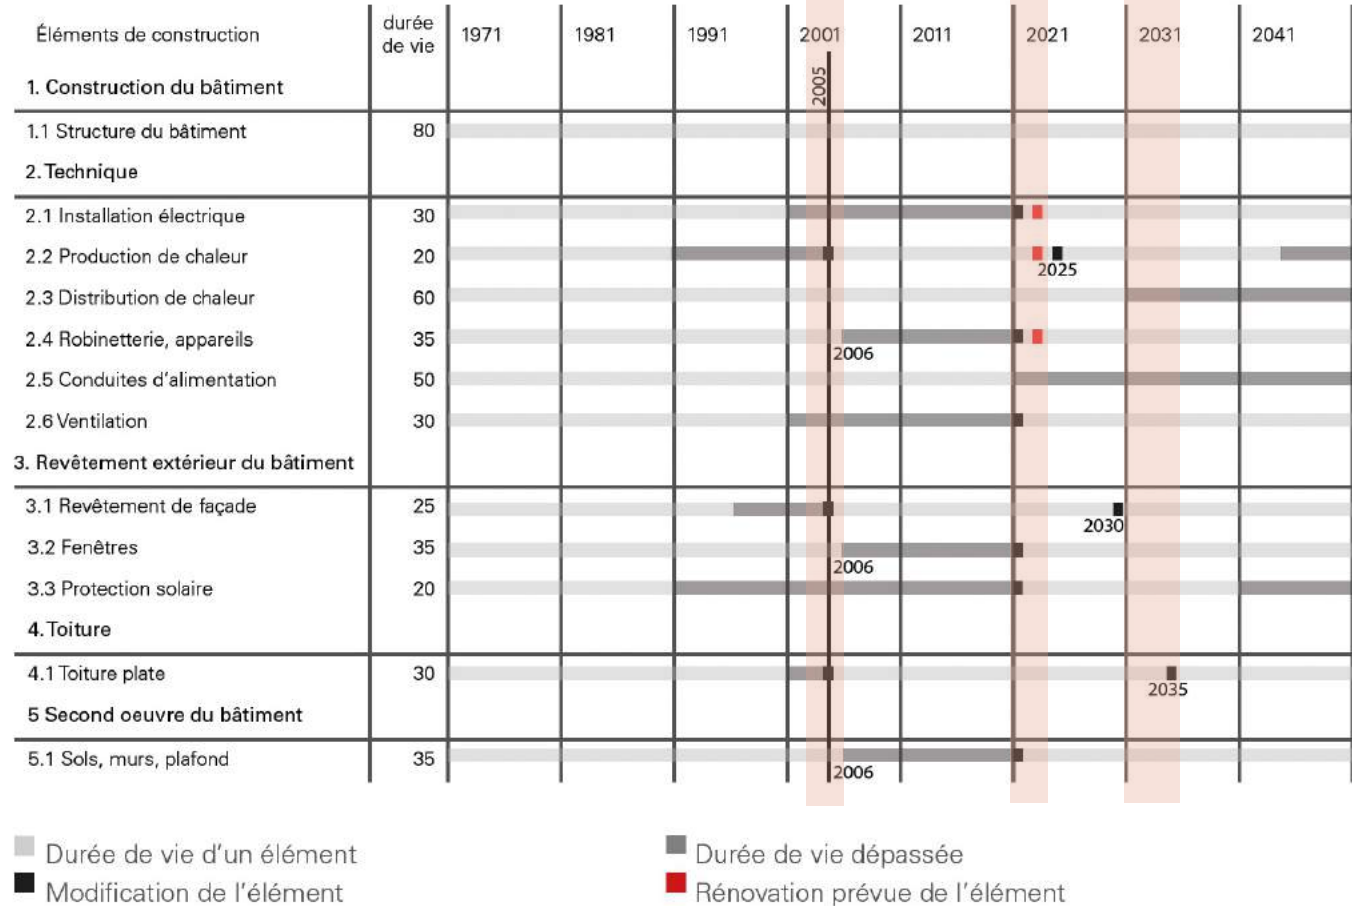 Éléments de construction durée de vie 1971 1981 1991 2001 2011 2021 2031 2041
1. Construction du bâtiment 2005
1.1 Structure du bâtiment 80
2. Technique
2.1 Installation électrique 30
2.2 Production de chaleur 20
2025
2.3 Distribution de chaleur 60
2.4 Robinetterie, appareils 35
2006
2.5 Conduites d'alimentation 50
2.6 Ventilation 30
3. Revêtement extérieur du bâtiment
3.1 Revêtement de façade 25
2030
3.2 Fenêtres 35
2006
3.3 Protection solaire 20
4. Toiture
4.1 Toiture plate 30
2035
5 Second oeuvre du bâtiment
5.1 Sols, murs, plafond 35
2006
Durée de vie d'un élément Durée de vie dépassée
Modification de l'élément Rénovation prévue de l'élément